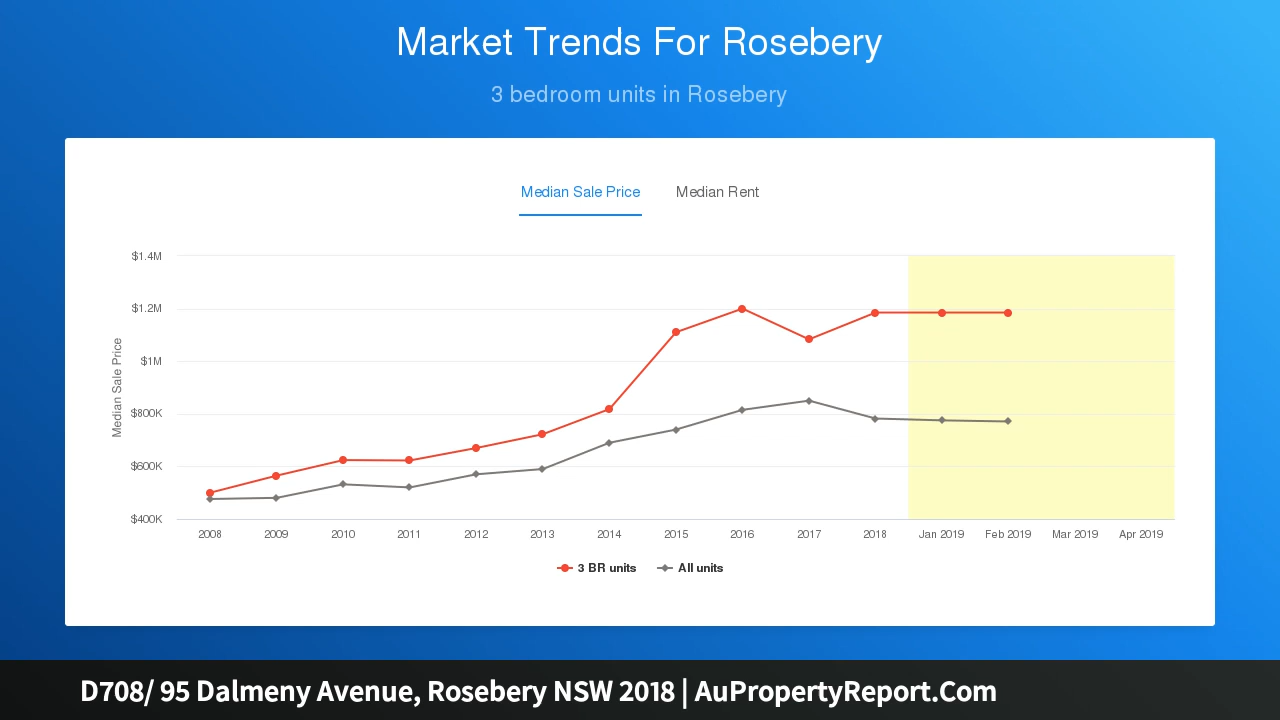 Market Trends For Rosebery
3 bedroom units in Rosebery
Median Sale Price Median Rent
Median Sale Price
$1.4M
$1.2M
$1M
$800K
$600K
$400K
2008 2009 2010 2011 2012 2013 2014 2015 2016 2017 2018 Jan 2019 Feb 2019 Mar 2019 Apr 2019
3 BR units All units
D708/ 95 Dalmeny Avenue, Rosebery NSW 2018 | AuPropertyReport.Com